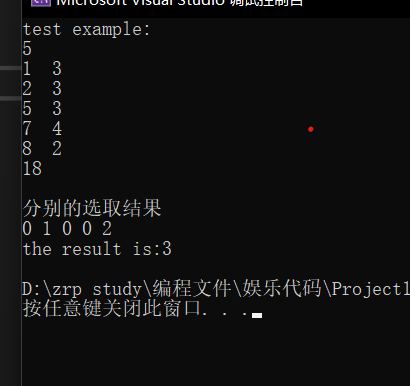 Microsoft Visual Studio 调试控制台
test example:
5
1  3
2  3
5  3
7  4
8  2
18
分别的选取结果
0 1 0 0 2
the result is:3
D:\zrp study\编程文件\娱乐代码\Project1
按任意键关闭此窗口. . .